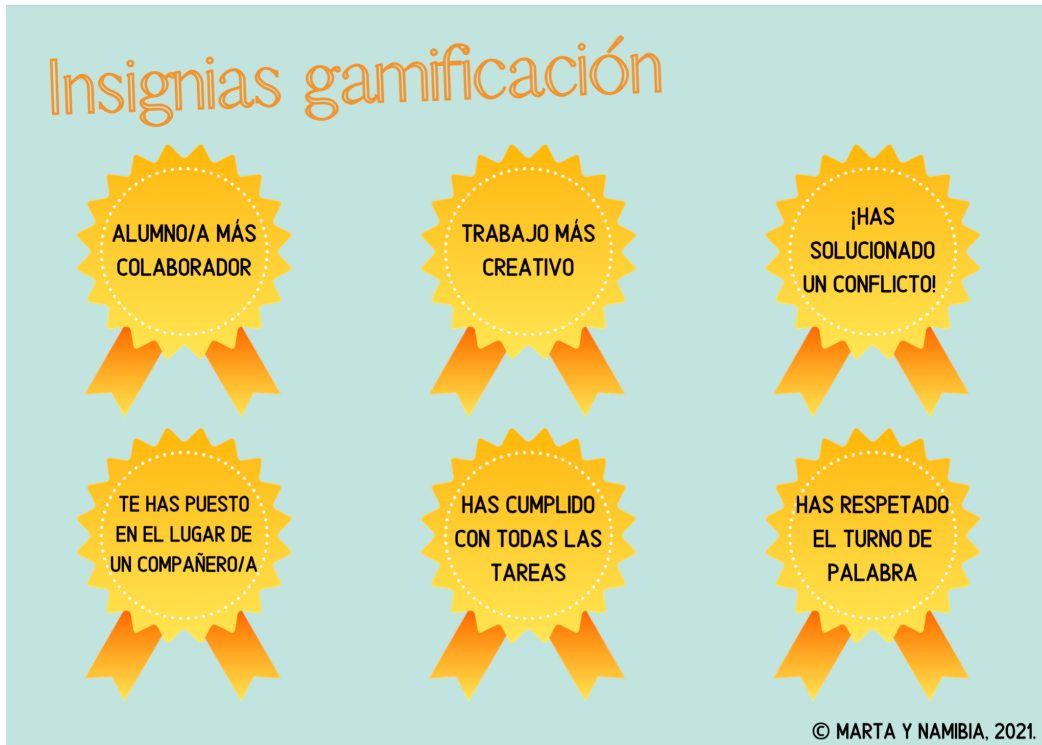 Insignias gamificación
ALUMNO/A MÁS
COLABORADOR
TRABAJO MÁS
CREATIVO
¡HAS
SOLUCIONADO
UN CONFLICTO!
TE HAS PUESTO
EN EL LUGAR DE
UN COMPAÑERO/A
HAS CUMPLIDO
CON TODAS LAS
TAREAS
HAS RESPETADO
EL TURNO DE
PALABRA
© MARTA Y NAMIBIA, 2021.